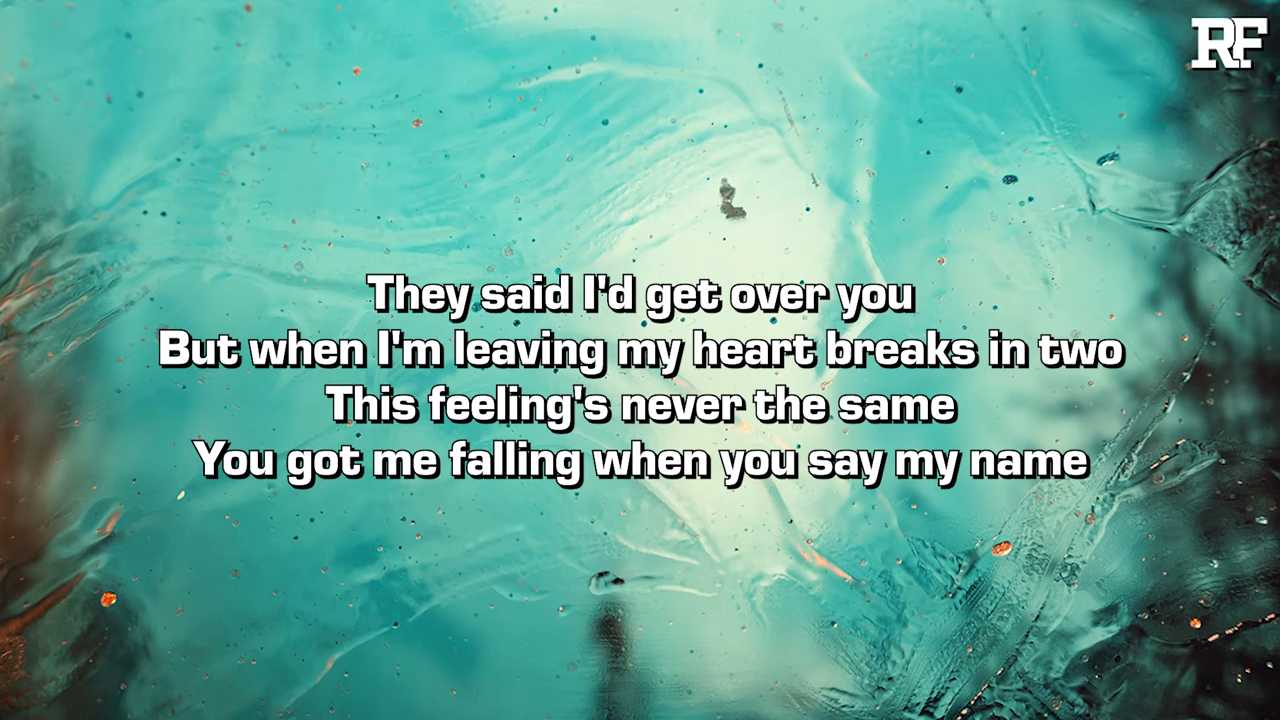 RF
They said I'd get over you
But when I'm leaving my heart breaks in two
This feeling's never the same
You got me falling when you say my name